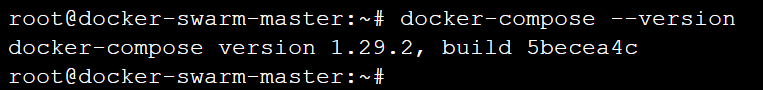 root@docker-swarm-master:~# docker-compose --version
docker-compose version 1.29.2, build 5becea4c
root@docker-swarm-master:~#